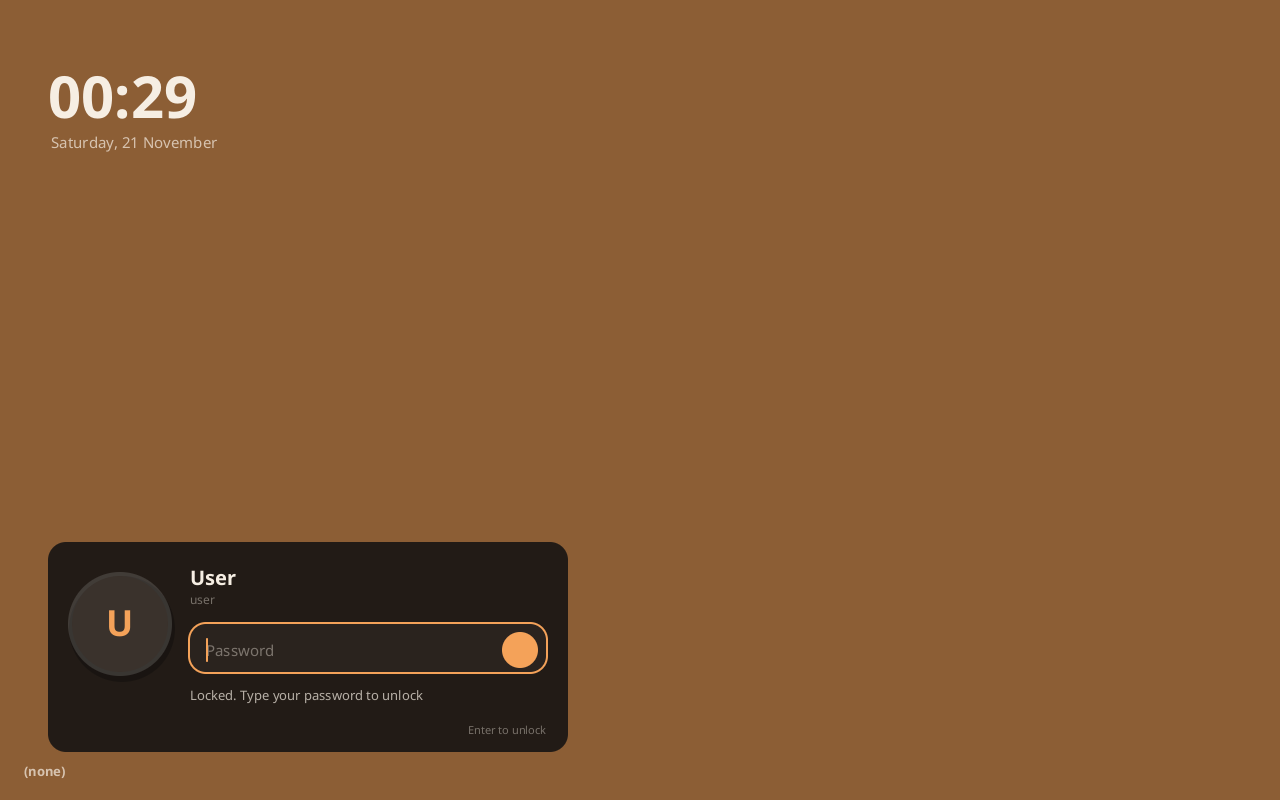 00:29
Saturday, 21 November
U
User
user
Password
Locked. Type your password to unlock
Enter to unlock
(none)